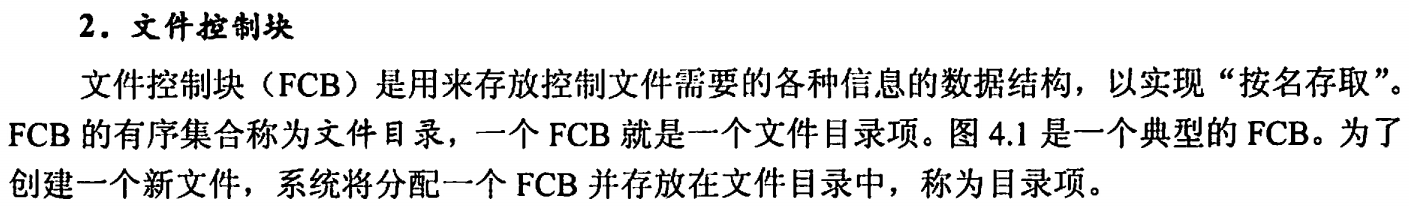 2．文件控制块
文件控制块（FCB）是用来存放控制文件需要的各种信息的数据结构，以实现“按名存取”。
FCB 的有序集合称为文件目录，一个 FCB 就是一个文件目录项。图 4.1 是一个典型的 FCB。为了
创建一个新文件，系统将分配一个 FCB 并存放在文件目录中，称为目录项。